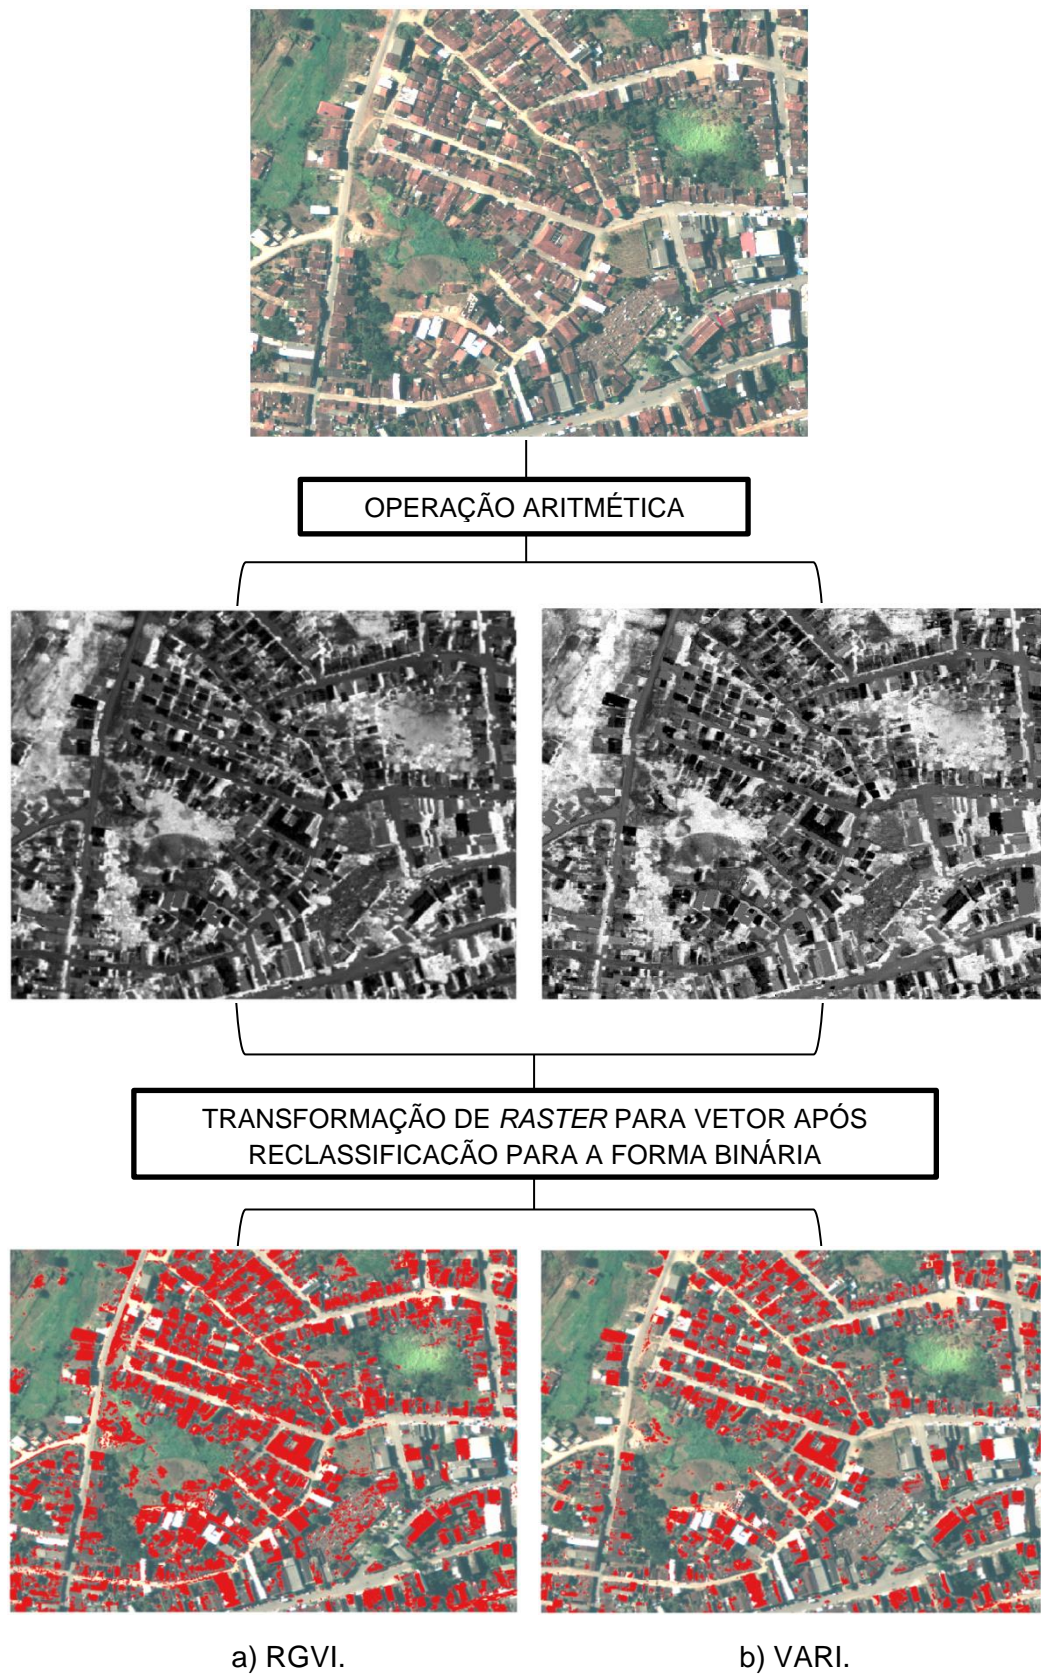 OPERAÇÃO ARITMÉTICA
TRANSFORMAÇÃO DE RASTER PARA VETOR APÓS
RECLASSIFICACÃO PARA A FORMA BINÁRIA
a) RGVI.
b) VARI.